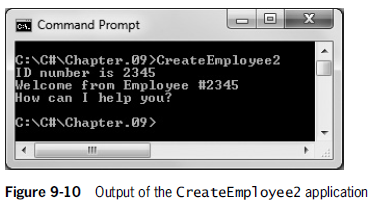 Command Prompt
C:\C#\Chapter.09>CreateEmployee2
ID number is 2345
Welcome from Employee #2345
How can I help you?
C:\C#\Chapter.09>
Figure 9-10 Output of the CreateEmployee2 application